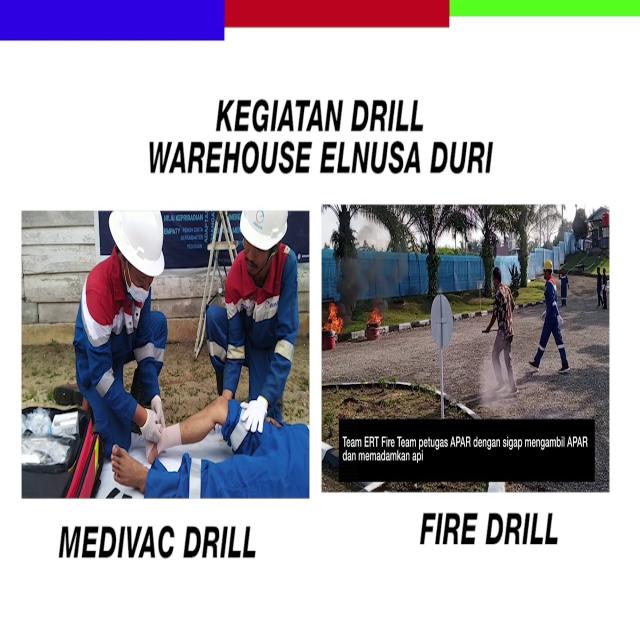 KEGIATAN DRILL
WAREHOUSE ELNUSA DURI
EMPATY
Team ERT Fire Team petugas APAR dengan sigap mengambil APAR
dan memadamkan api
MEDIVAC DRILL
FIRE DRILL